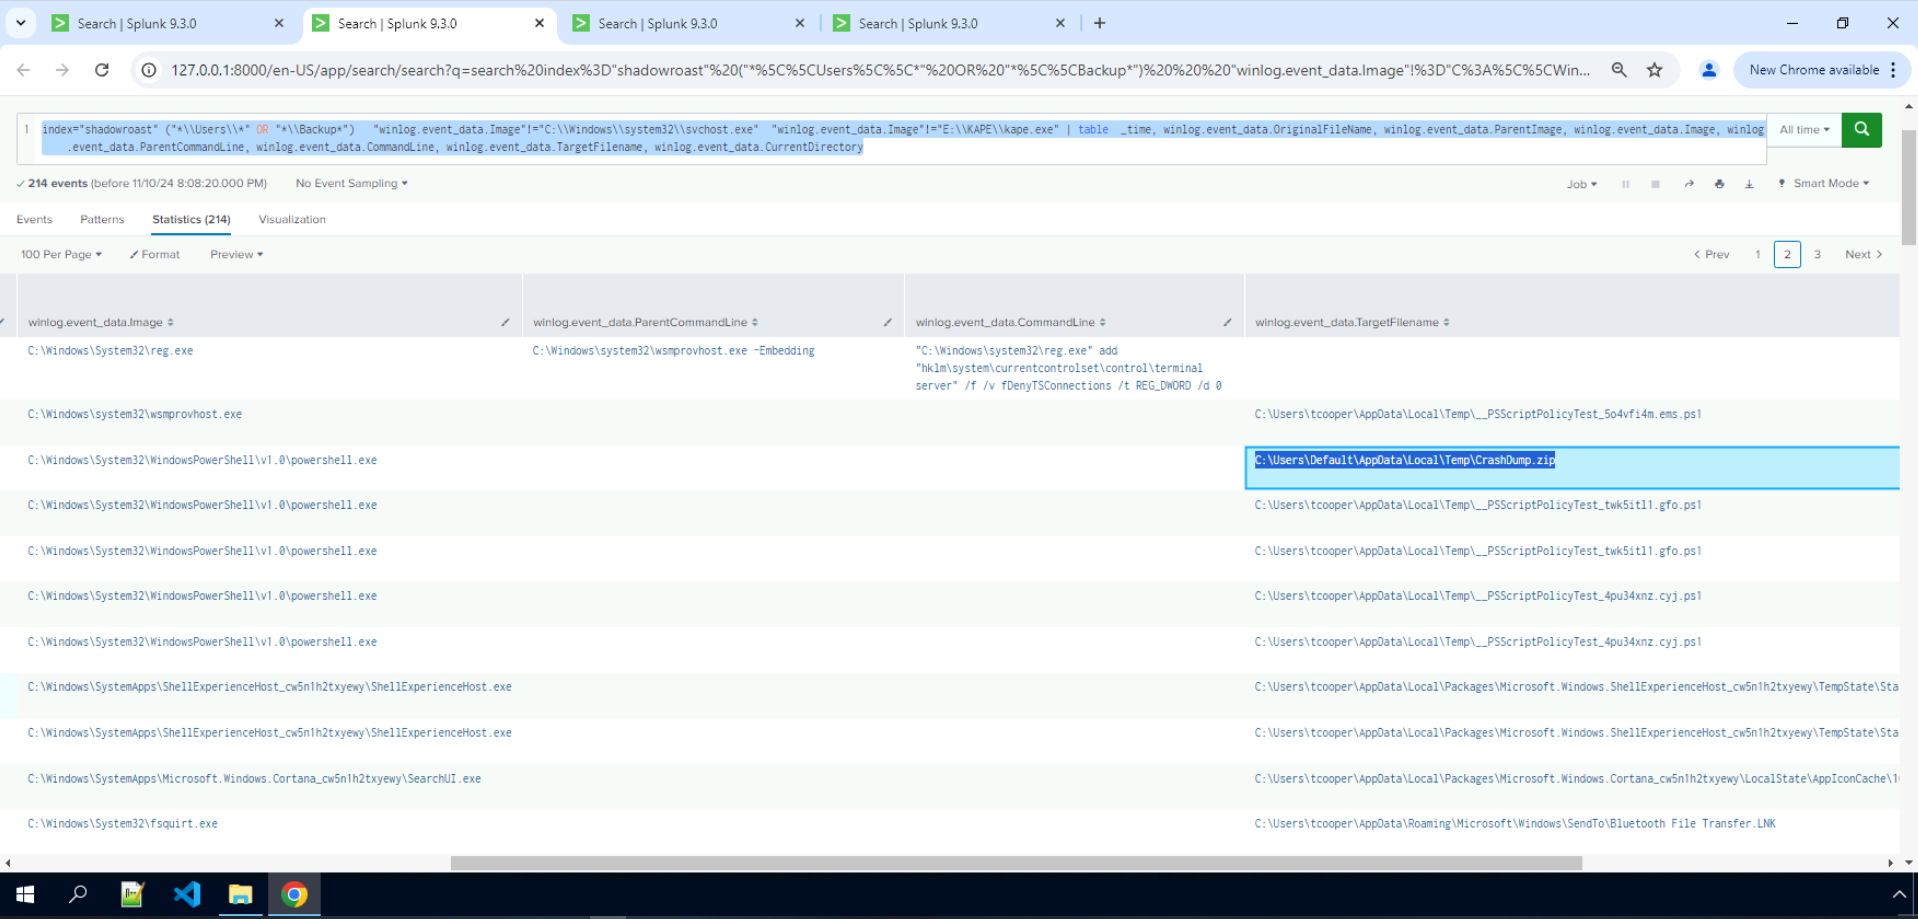 Search | Splunk 9.3.0
Search | Splunk 9.3.0
Search | Splunk 9.3.0
Search | Splunk 9.3.0
127.0.0.1:8000/en-US/app/search/search?q=search%20index%3D"shadowroast"%20("*%5C%5CUsers%5C%5C*"%20OR%20"*%5C%5CBackup*")%20%20%20"winlog.event_data.Image"!%3D"C%3A%5C%5CWin...
New Chrome available
1
index="shadowroast" ("*\\Users\\*" OR "*\\Backup*")   "winlog.event_data.Image"!="C:\\Windows\\system32\\svchost.exe"  "winlog.event_data.Image"!="E:\\KAPE\\kape.exe" | table  _time, winlog.event_data.OriginalFileName, winlog.event_data.ParentImage, winlog.event_data.Image, winlog
.event_data.ParentCommandLine, winlog.event_data.CommandLine, winlog.event_data.TargetFilename, winlog.event_data.CurrentDirectory
All time
214 events (before 11/10/24 8:08:20.000 PM)
No Event Sampling
Job
Smart Mode
Events
Patterns
Statistics (214)
Visualization
100 Per Page
Format
Preview
< Prev
1
2
3
Next >
winlog.event_data.Image
winlog.event_data.ParentCommandLine
winlog.event_data.CommandLine
winlog.event_data.TargetFilename
C:\Windows\System32\reg.exe
C:\Windows\system32\wsmprovhost.exe -Embedding
"C:\Windows\system32\reg.exe" add
"hklm\system\currentcontrolset\control\terminal
server" /f /v fDenyTSConnections /t REG_DWORD /d 0
C:\Windows\system32\wsmprovhost.exe
C:\Users\tcooper\AppData\Local\Temp\__PSScriptPolicyTest_5o4vfi4m.ems.ps1
C:\Windows\System32\WindowsPowerShell\v1.0\powershell.exe
C:\Users\Default\AppData\Local\Temp\CrashDump.zip
C:\Windows\System32\WindowsPowerShell\v1.0\powershell.exe
C:\Users\tcooper\AppData\Local\Temp\__PSScriptPolicyTest_twk5itl1.gfo.ps1
C:\Windows\System32\WindowsPowerShell\v1.0\powershell.exe
C:\Users\tcooper\AppData\Local\Temp\__PSScriptPolicyTest_twk5itl1.gfo.ps1
C:\Windows\System32\WindowsPowerShell\v1.0\powershell.exe
C:\Users\tcooper\AppData\Local\Temp\__PSScriptPolicyTest_4pu34xnz.cyj.ps1
C:\Windows\System32\WindowsPowerShell\v1.0\powershell.exe
C:\Users\tcooper\AppData\Local\Temp\__PSScriptPolicyTest_4pu34xnz.cyj.ps1
C:\Windows\SystemApps\ShellExperienceHost_cw5n1h2txyewy\ShellExperienceHost.exe
C:\Users\tcooper\AppData\Local\Packages\Microsoft.Windows.ShellExperienceHost_cw5n1h2txyewy\TempState\Sta
C:\Windows\SystemApps\ShellExperienceHost_cw5n1h2txyewy\ShellExperienceHost.exe
C:\Users\tcooper\AppData\Local\Packages\Microsoft.Windows.ShellExperienceHost_cw5n1h2txyewy\TempState\Sta
C:\Windows\SystemApps\Microsoft.Windows.Cortana_cw5n1h2txyewy\SearchUI.exe
C:\Users\tcooper\AppData\Local\Packages\Microsoft.Windows.Cortana_cw5n1h2txyewy\LocalState\AppIconCache\1
C:\Windows\System32\fsquirt.exe
C:\Users\tcooper\AppData\Roaming\Microsoft\Windows\SendTo\Bluetooth File Transfer.LNK